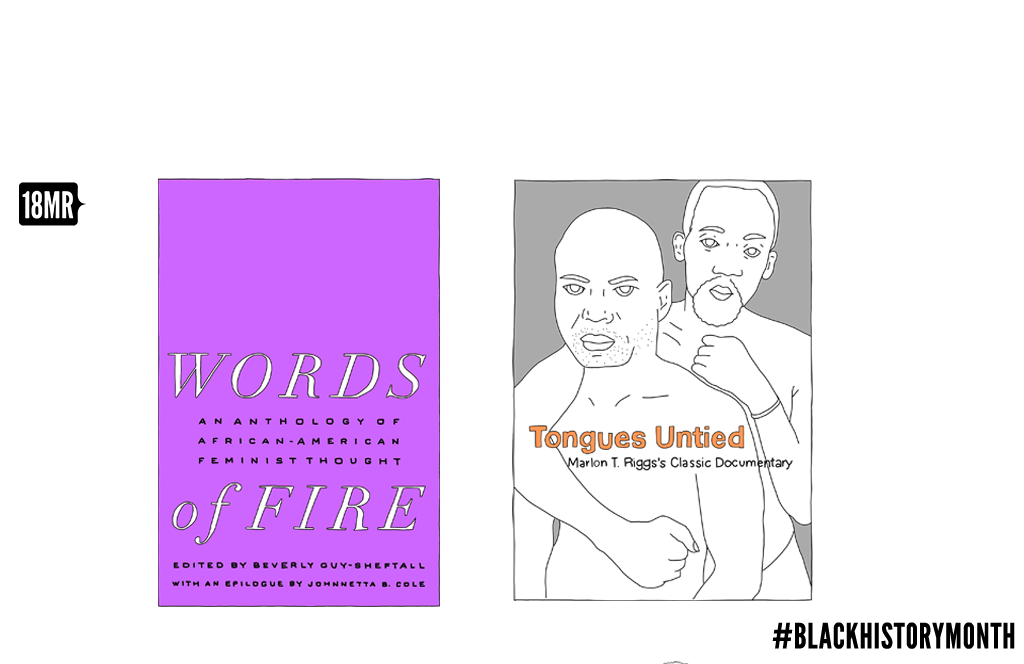 18MR
WORDS
AN ANTHOLOGY OF
AFRICAN-AMERICAN
FEMINIST THOUGHT
of FIRE
EDITED BY BEVERLY GUY-SHEFTALL
WITH AN EPILOGUE BY JOHNNETTA B. COLE
Tongues Untied
Marlon T. Riggs's Classic Documentary
#BLACKHISTORYMONTH